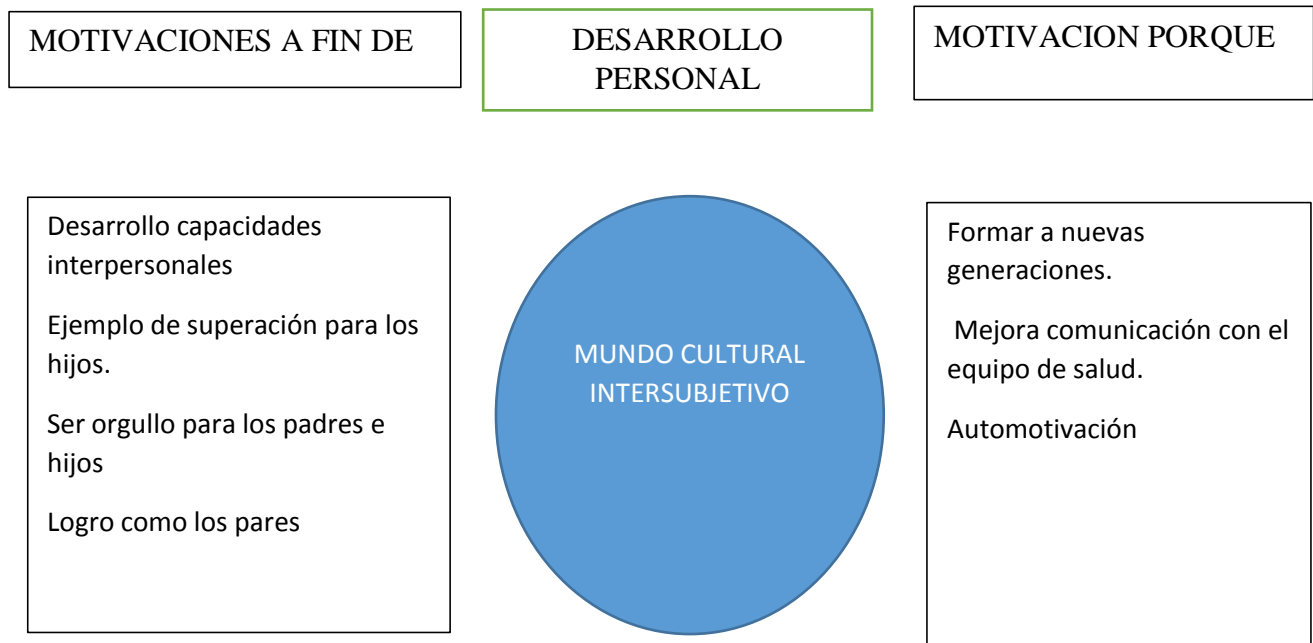 MOTIVACIONES A FIN DE
DESARROLLO
PERSONAL
MOTIVACION PORQUE
Desarrollo capacidades
interpersonales
Ejemplo de superación para los
hijos.
Ser orgullo para los padres e
hijos
Logro como los pares
MUNDO CULTURAL
INTERSUBJETIVO
Formar a nuevas
generaciones.
Mejora comunicación con el
equipo de salud.
Automotivación